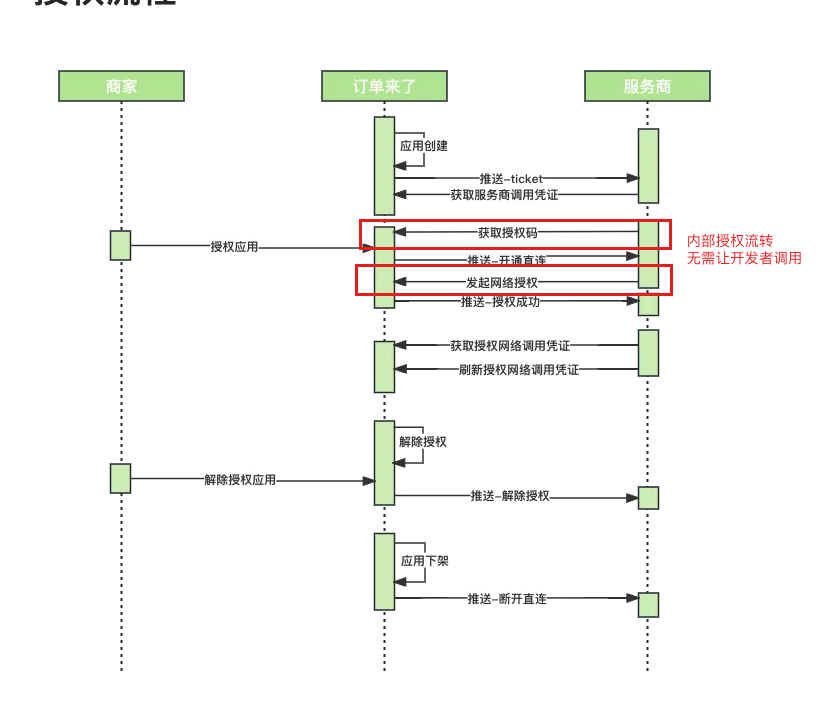 授权流程
商家
订单来了
服务商
应用创建
推送-ticket
获取服务商调用凭证
获取授权码
授权应用
内部授权流转
无需让开发者调用
推送-开通直连
发起网络授权
推送-授权成功
获取授权网络调用凭证
刷新授权网络调用凭证
解除授权
解除授权应用
推送-解除授权
应用下架
推送-断开直连